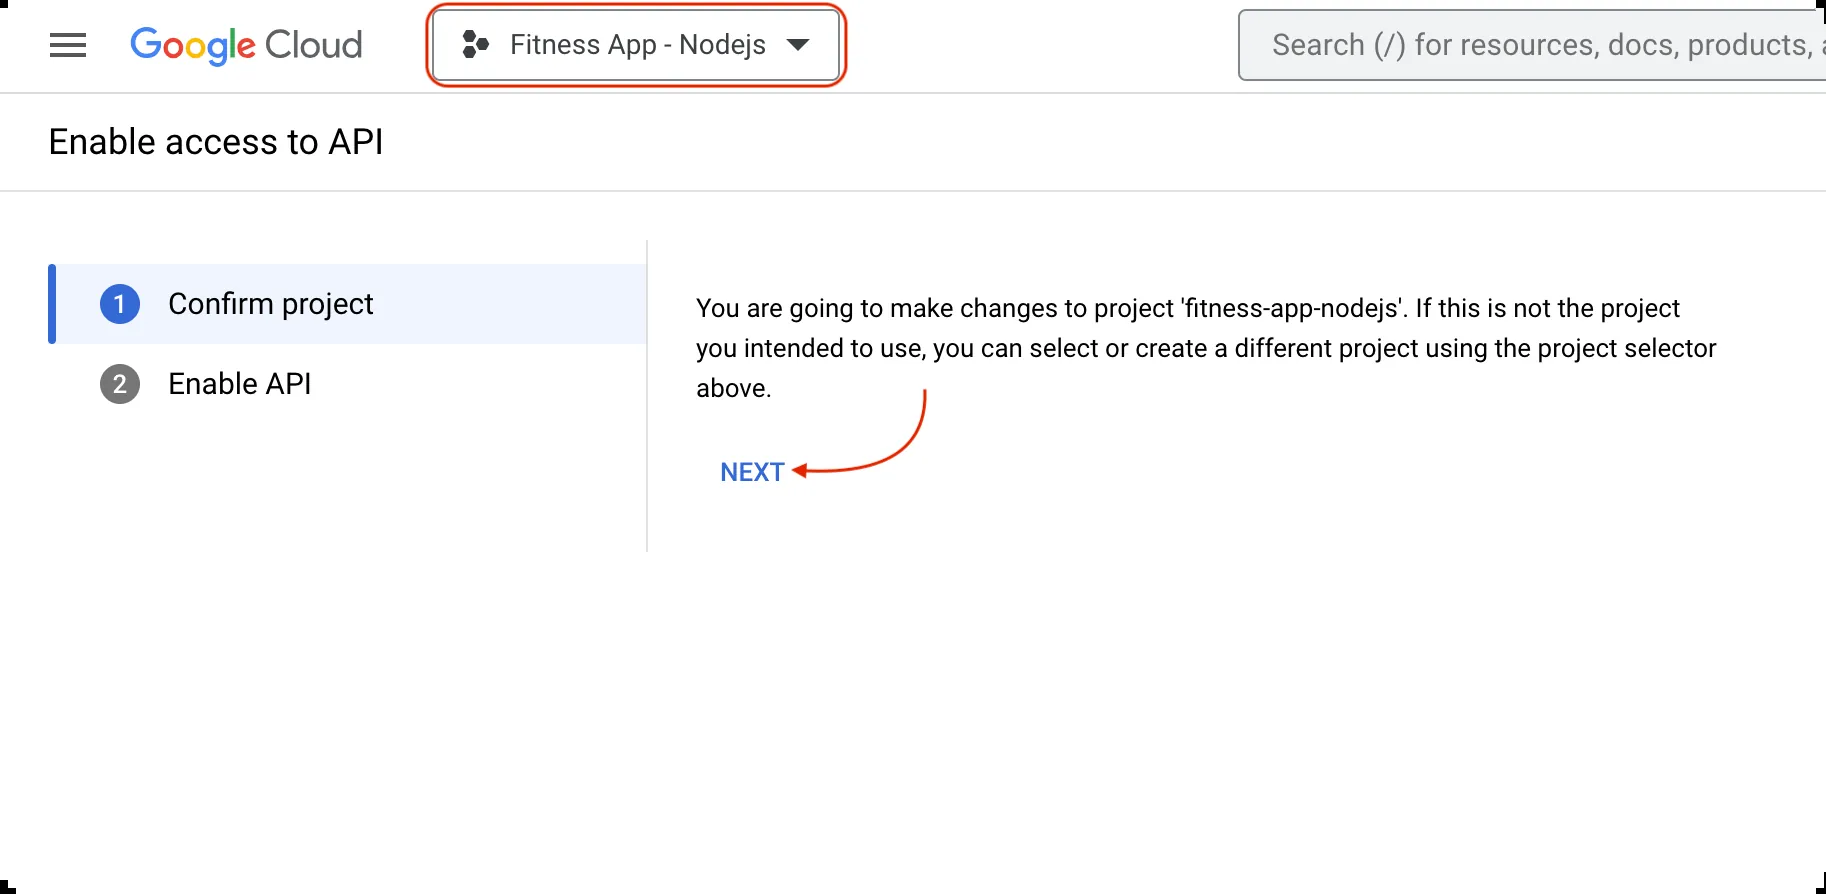 Google Cloud
Fitness App - Nodejs
Search (/) for resources, docs, products,
Enable access to API
1 Confirm project
2 Enable API
You are going to make changes to project 'fitness-app-nodejs'. If this is not the project
you intended to use, you can select or create a different project using the project selector
above.
NEXT